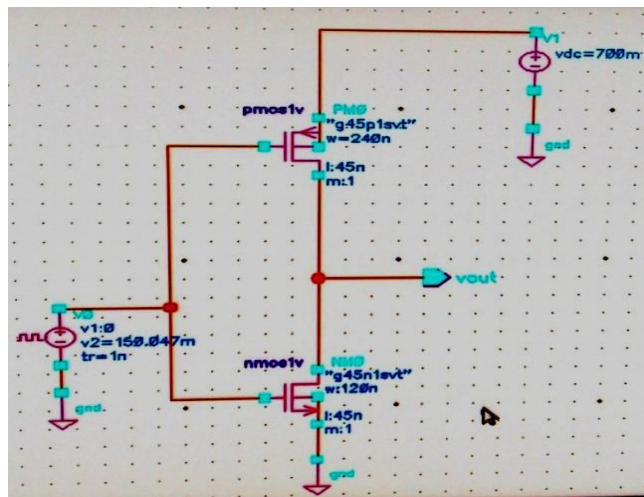 V1
vdc=700m
gnd
pmos1v
PM0
"g45p1svt"
w=240n
l:45n
m:1
vout
V0
v1:0
v2=150.047m
tr=1n
gnd
nmos1v
NM0
"g45n1svt"
w:120n
l:45n
m:1
gnd